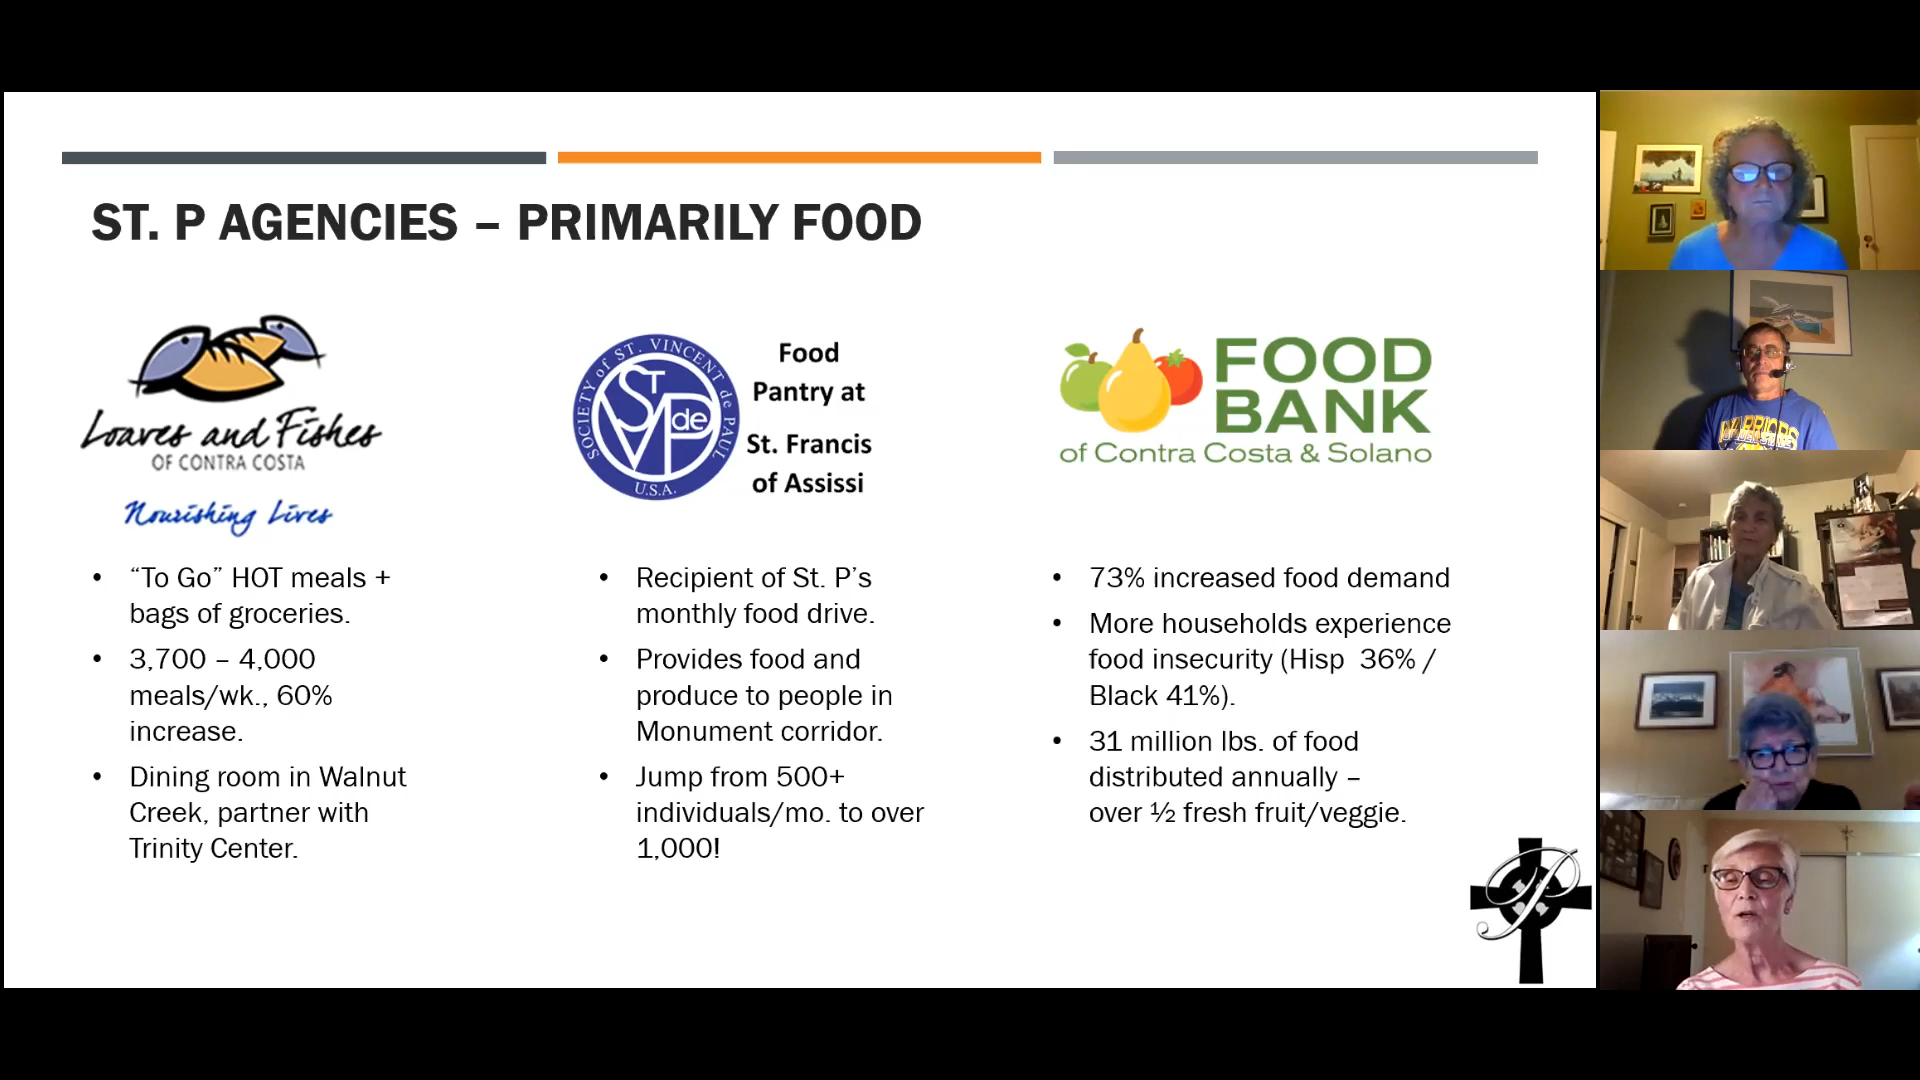 ST. P AGENCIES – PRIMARILY FOOD
Loaves and Fishes
OF CONTRA COSTA
Nourishing Lives
• “To Go” HOT meals +
bags of groceries.
• 3,700 – 4,000
meals/wk., 60%
increase.
• Dining room in Walnut
Creek, partner with
Trinity Center.
SOCIETY of ST. VINCENT de PAUL
U.S.A.
ST
V de P
Food
Pantry at
St. Francis
of Assissi
• Recipient of St. P’s
monthly food drive.
• Provides food and
produce to people in
Monument corridor.
• Jump from 500+
individuals/mo. to over
1,000!
FOOD
BANK
of Contra Costa & Solano
• 73% increased food demand
• More households experience
food insecurity (Hisp  36% /
Black 41%).
• 31 million lbs. of food
distributed annually –
over ½ fresh fruit/veggie.
P
WARRIORS